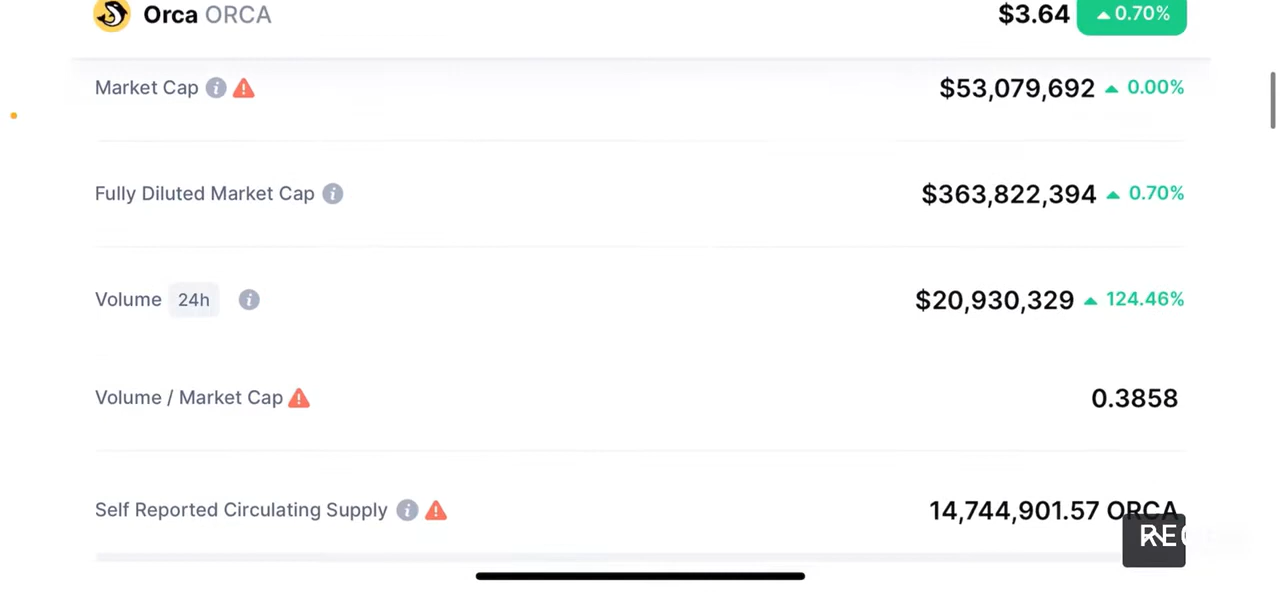 Orca ORCA $3.64 0.70%
Market Cap $53,079,692 0.00%
Fully Diluted Market Cap $363,822,394 0.70%
Volume 24h $20,930,329 124.46%
Volume / Market Cap 0.3858
Self Reported Circulating Supply 14,744,901.57 ORCA